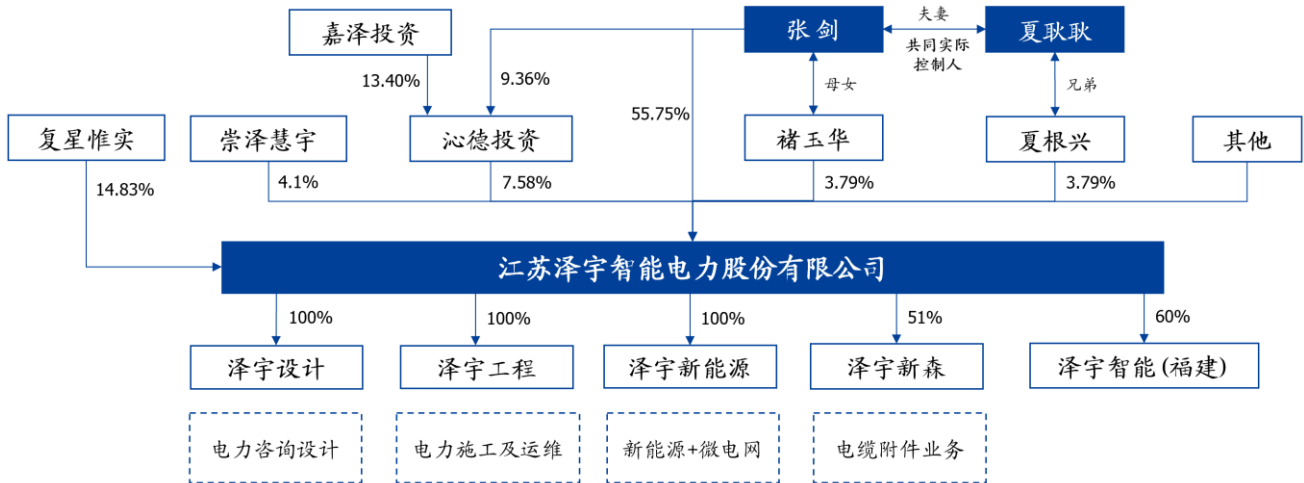 嘉泽投资
张剑
夫妻
共同实际
控制人
夏耿耿
13.40%
9.36%
55.75%
母女
兄弟
复星惟实
崇泽慧宇
沁德投资
褚玉华
夏根兴
其他
14.83%
4.1%
7.58%
3.79%
3.79%
江苏泽宇智能电力股份有限公司
100%
100%
100%
51%
60%
泽宇设计
泽宇工程
泽宇新能源
泽宇新森
泽宇智能(福建)
电力咨询设计
电力施工及运维
新能源+微电网
电缆附件业务